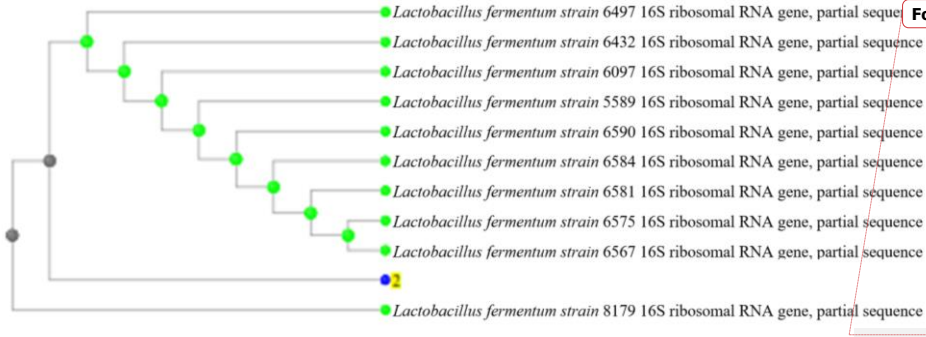 Lactobacillus fermentum strain 6497 16S ribosomal RNA gene, partial
Lactobacillus fermentum strain 6432 16S ribosomal RNA gene, partial sequence
Lactobacillus fermentum strain 6097 16S ribosomal RNA gene, partial sequence
Lactobacillus fermentum strain 5589 16S ribosomal RNA gene, partial sequence
Lactobacillus fermentum strain 6590 16S ribosomal RNA gene, partial sequence
Lactobacillus fermentum strain 6584 16S ribosomal RNA gene, partial sequence
Lactobacillus fermentum strain 6581 16S ribosomal RNA gene, partial sequence
Lactobacillus fermentum strain 6575 16S ribosomal RNA gene, partial sequence
Lactobacillus fermentum strain 6567 16S ribosomal RNA gene, partial sequence
2
Lactobacillus fermentum strain 8179 16S ribosomal RNA gene, partial sequence